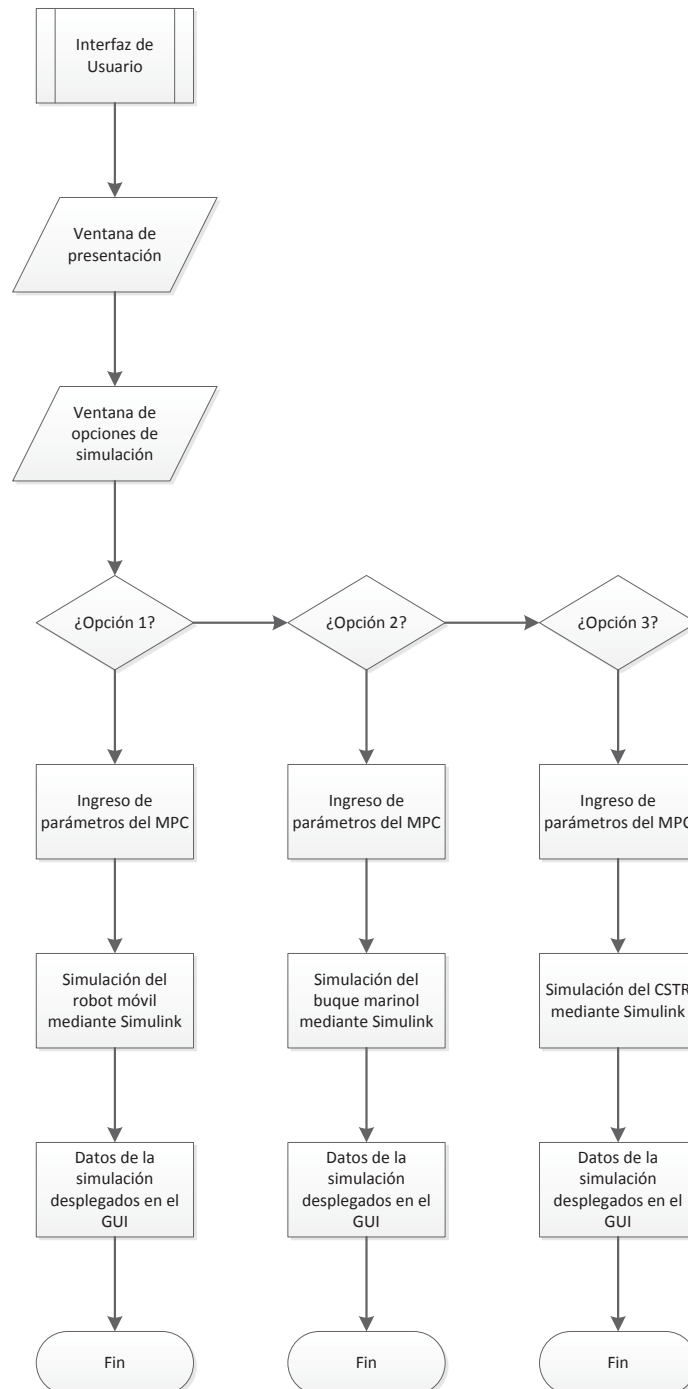 Interfaz de
Usuario
Ventana de
presentación
Ventana de
opciones de
simulación
¿Opción 1?
¿Opción 2?
¿Opción 3?
Ingreso de
parámetros del MPC
Ingreso de
parámetros del MPC
Ingreso de
parámetros del MPC
Simulación del
robot móvil
mediante Simulink
Simulación del
buque marinol
mediante Simulink
Simulación del CSTR
mediante Simulink
Datos de la
simulación
desplegados en el
GUI
Datos de la
simulación
desplegados en el
GUI
Datos de la
simulación
desplegados en el
GUI
Fin
Fin
Fin